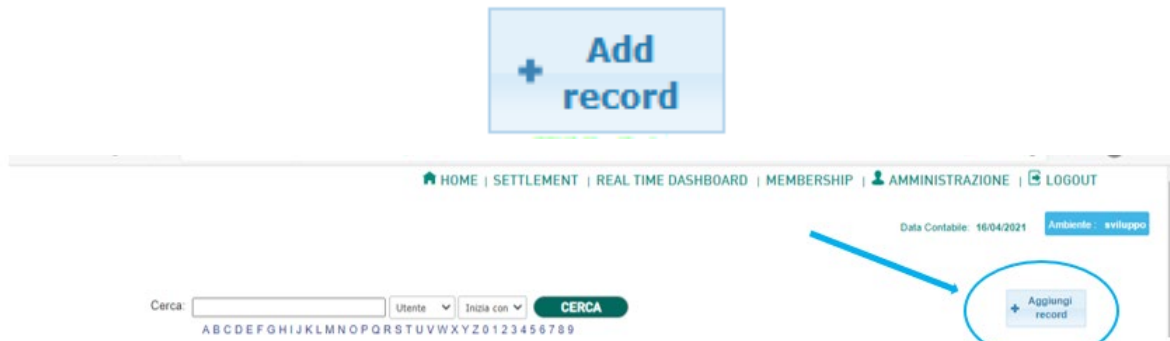 + Add
record
HOME | SETTLEMENT | REAL TIME DASHBOARD | MEMBERSHIP | AMMINISTRAZIONE | LOGOUT
Data Contabile: 16/04/2021 Ambiente : sviluppo
Cerca: Utente Inizia con CERCA
+ Aggiungi
record
A B C D E F G H I J K L M N O P Q R S T U V W X Y Z 0 1 2 3 4 5 6 7 8 9